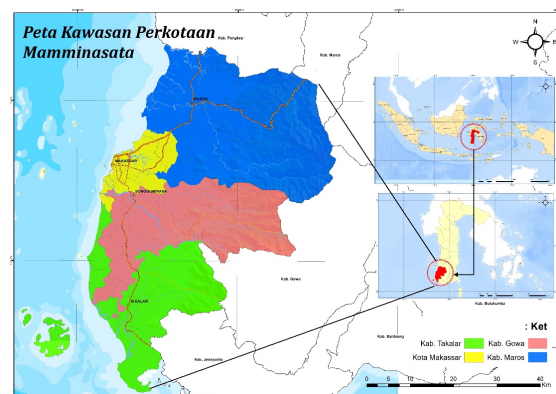 Peta Kawasan Perkotaan
Mamminasata
Kab. Pangkep
Kab. Maros
N
W
E
S
MAROS
MAKASSAR
SUNGGUMINASA
TAKALAR
Kab. Gowa
Kab. Jeneponto
Kab. Bantaeng
Kab. Bulukumba
: Ket
Kab. Takalar
Kab. Gowa
Kota Makassar
Kab. Maros
0 5 10 20 30 40 Km